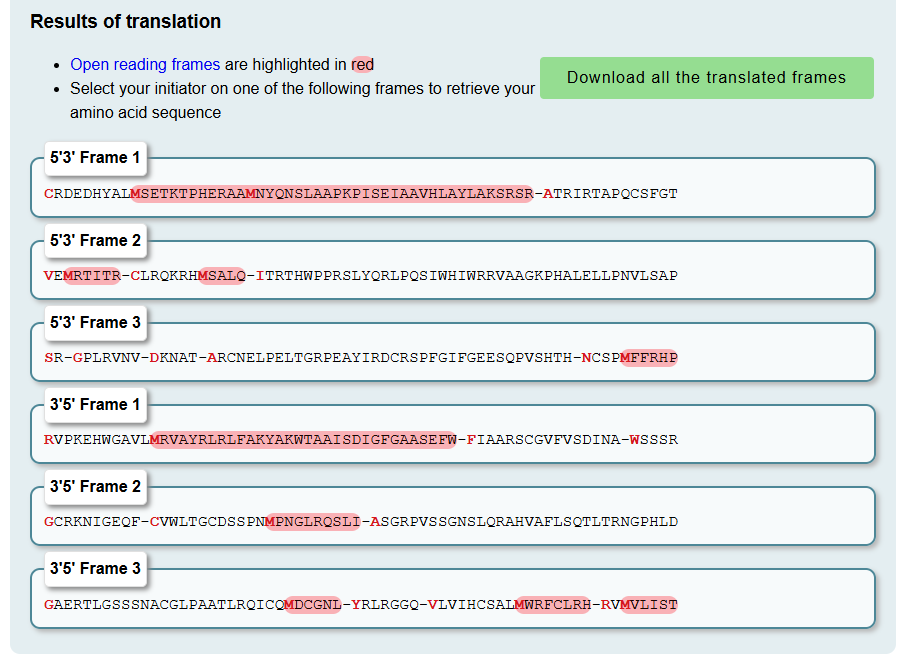 Results of translation
Open reading frames are highlighted in red
Download all the translated frames
Select your initiator on one of the following frames to retrieve your
amino acid sequence
5'3' Frame 1
CRDEDHYALMSETKTPHERAAMNYQNSLAAPKPISEIAAVHLAYLAKSRSR-ATRIRTAPQCSFGT
5'3' Frame 2
VEMRTITR-CLRQKRHMSALQ-ITRTHWPPRSLYQRLPQSIWHIWRRVAAGKPHALELLPNVLSAP
5'3' Frame 3
SR-GPLRVNV-DKNAT-ARCNELPELTGRPEAYIRDCRSPFGIFGEESQPVSHTH-NCSPMFFRHP
3'5' Frame 1
RVPKEHWGAVLMRVAYRLRLFAKYAKWTAAISDIGFGAASEFW-FIAARSCGVFVSDINA-WSSSR
3'5' Frame 2
GCRKNIGEQF-CVWLTGCDSSPNMPNGLRQSLI-ASGRPVSSGNSLQRAHVAFLSQTLTRNGPHLD
3'5' Frame 3
GAERTLGSSSNACGLPAATLRQICQMDCGNL-YRLRGGQ-VLVIHCSALMWRFCLRH-RVMVLIST